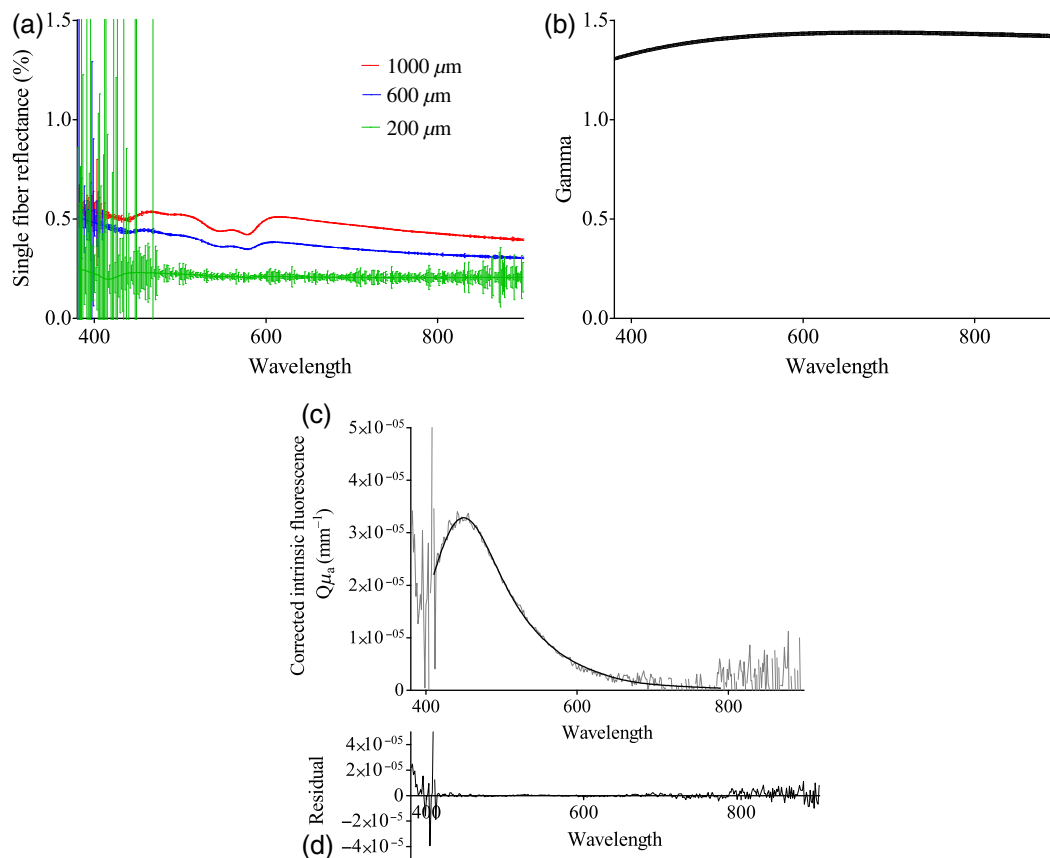 (a)
Single fiber reflectance (%)
1.5
1.0
0.5
0.0
400 600 800
Wavelength
1000 μm
600 μm
200 μm
(b)
Gamma
1.5
1.0
0.5
0.0
400 600 800
Wavelength
(c)
Corrected intrinsic fluorescence
Qμa (mm−1)
5×10−05
4×10−05
3×10−05
2×10−05
1×10−05
0
400 600 800
Wavelength
Residual
4×10−05
2×10−05
0
−2×10−5
−4×10−5
400 600 800
Wavelength
(d)